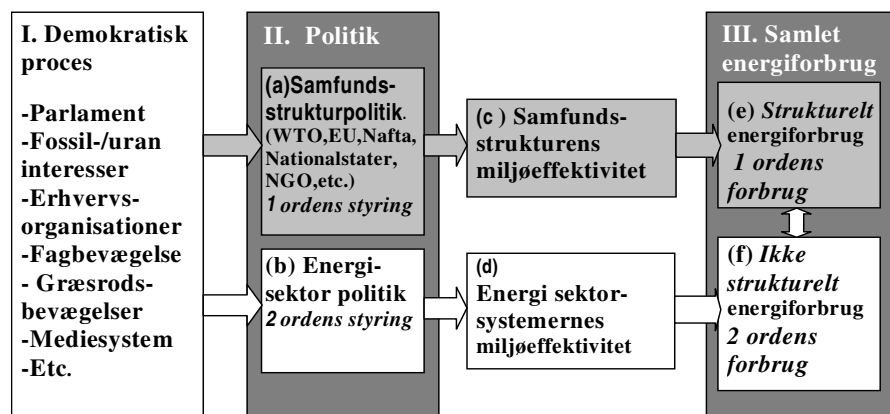 I. Demokratisk
proces
-Parlament
-Fossil-/uran
interesser
-Erhvervs-
organisationer
-Fagbevægelse
- Græsrods-
bevægelser
-Mediesystem
-Etc.
II. Politik
(a)Samfunds-
strukturpolitik.
(WTO,EU,Nafta,
Nationalstater,
NGO,etc.)
1 ordens styring
(b) Energi-
sektor politik
2 ordens styring
(c ) Samfunds-
strukturens
miljøeffektivitet
(d)
Energi sektor-
systemernes
miljøeffektivitet
III. Samlet
energiforbrug
(e) Strukturelt
energiforbrug
1 ordens
forbrug
(f) Ikke
strukturelt
energiforbrug
2 ordens
forbrug